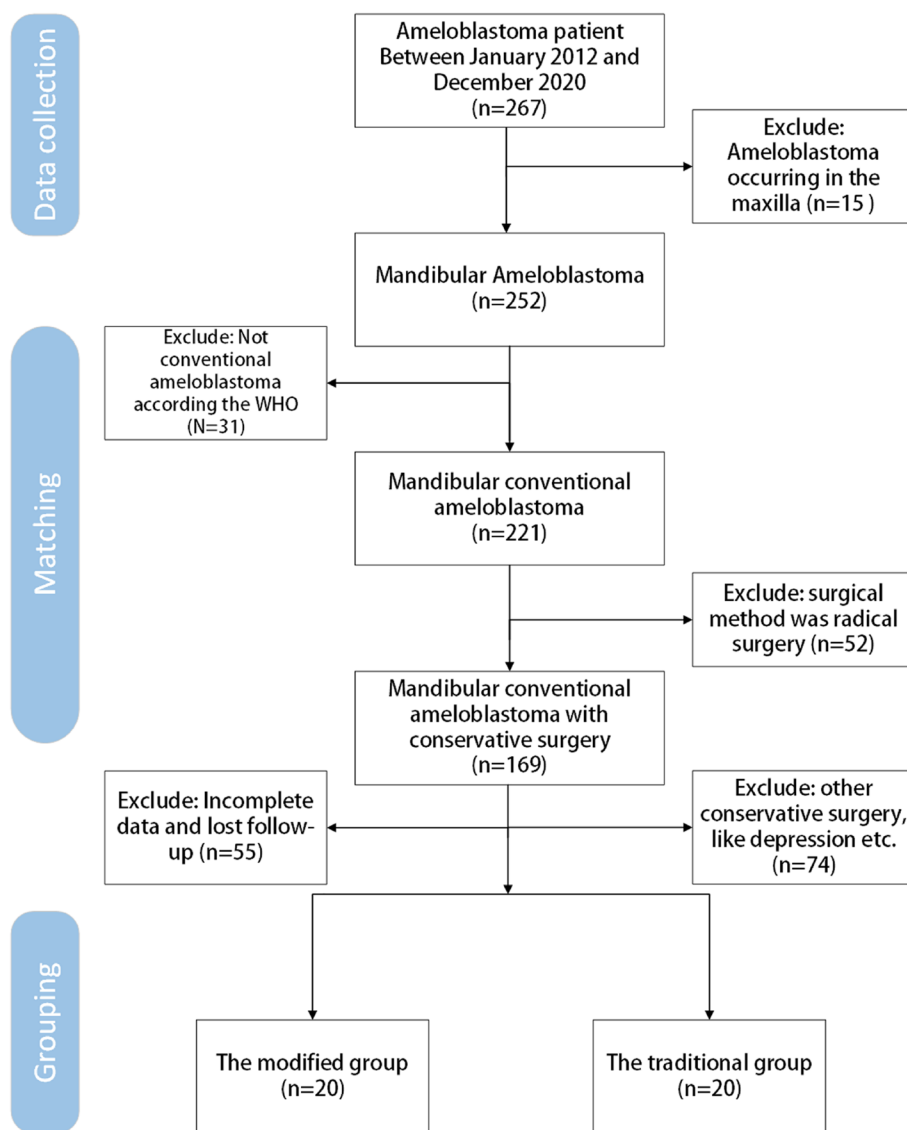 Data collection
Ameloblastoma patient
Between January 2012 and
December 2020
(n=267)
Exclude:
Ameloblastoma
occurring in the
maxilla (n=15 )
Mandibular Ameloblastoma
(n=252)
Matching
Exclude: Not
conventional
ameloblastoma
according the WHO
(N=31)
Mandibular conventional
ameloblastoma
(n=221)
Exclude: surgical
method was radical
surgery (n=52)
Mandibular conventional
ameloblastoma with
conservative surgery
(n=169)
Exclude: Incomplete
data and lost follow-
up (n=55)
Exclude: other
conservative surgery,
like depression etc.
(n=74)
Grouping
The modified group
(n=20)
The traditional group
(n=20)